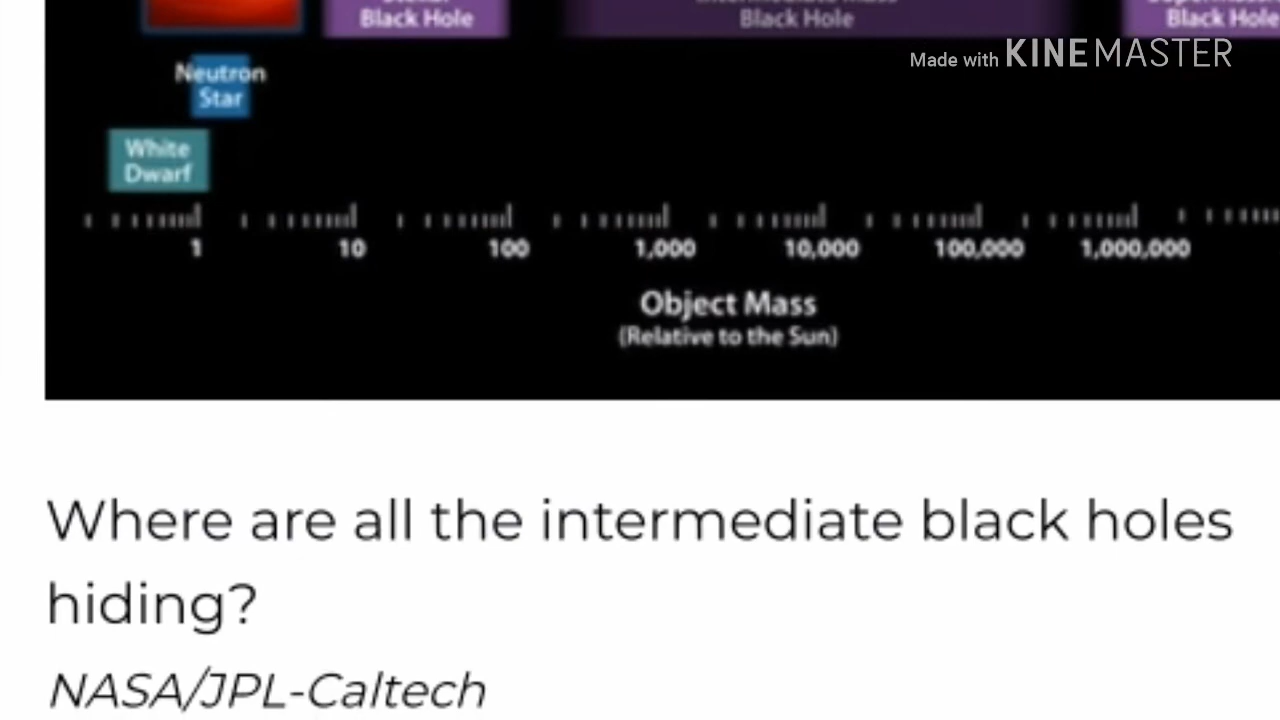 Black Hole
Black Hole
Black Hole
Made with KINEMASTER
Neutron
Star
White
Dwarf
1 10 100 1,000 10,000 100,000 1,000,000
Object Mass
(Relative to the Sun)
Where are all the intermediate black holes
hiding?
NASA/JPL-Caltech